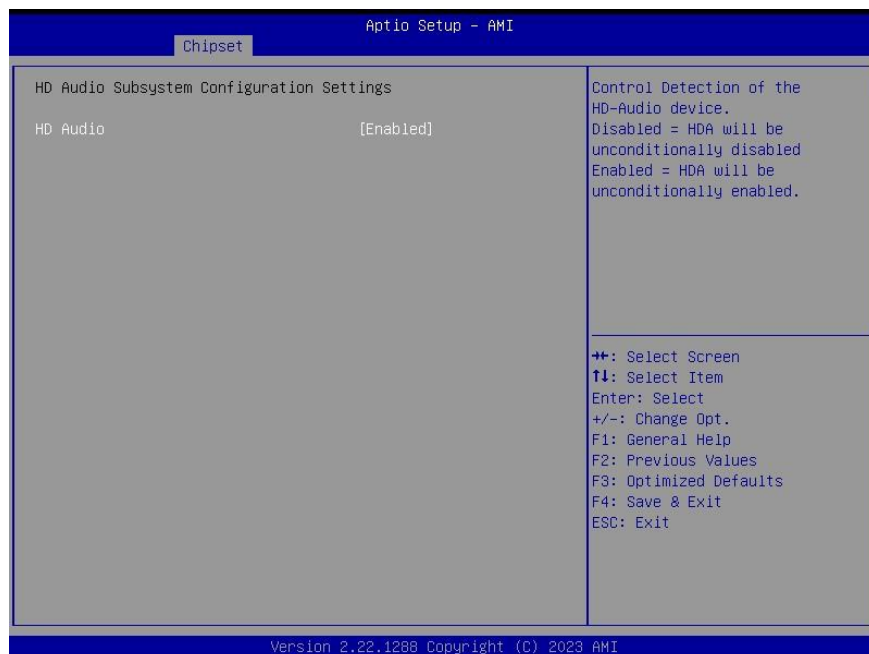 Aptio Setup – AMI
Chipset
HD Audio Subsystem Configuration Settings
HD Audio [Enabled]
Control Detection of the
HD-Audio device.
Disabled = HDA will be
unconditionally disabled
Enabled = HDA will be
unconditionally enabled.
→←: Select Screen
↑↓: Select Item
Enter: Select
+/-: Change Opt.
F1: General Help
F2: Previous Values
F3: Optimized Defaults
F4: Save & Exit
ESC: Exit
Version 2.22.1288 Copyright (C) 2023 AMI